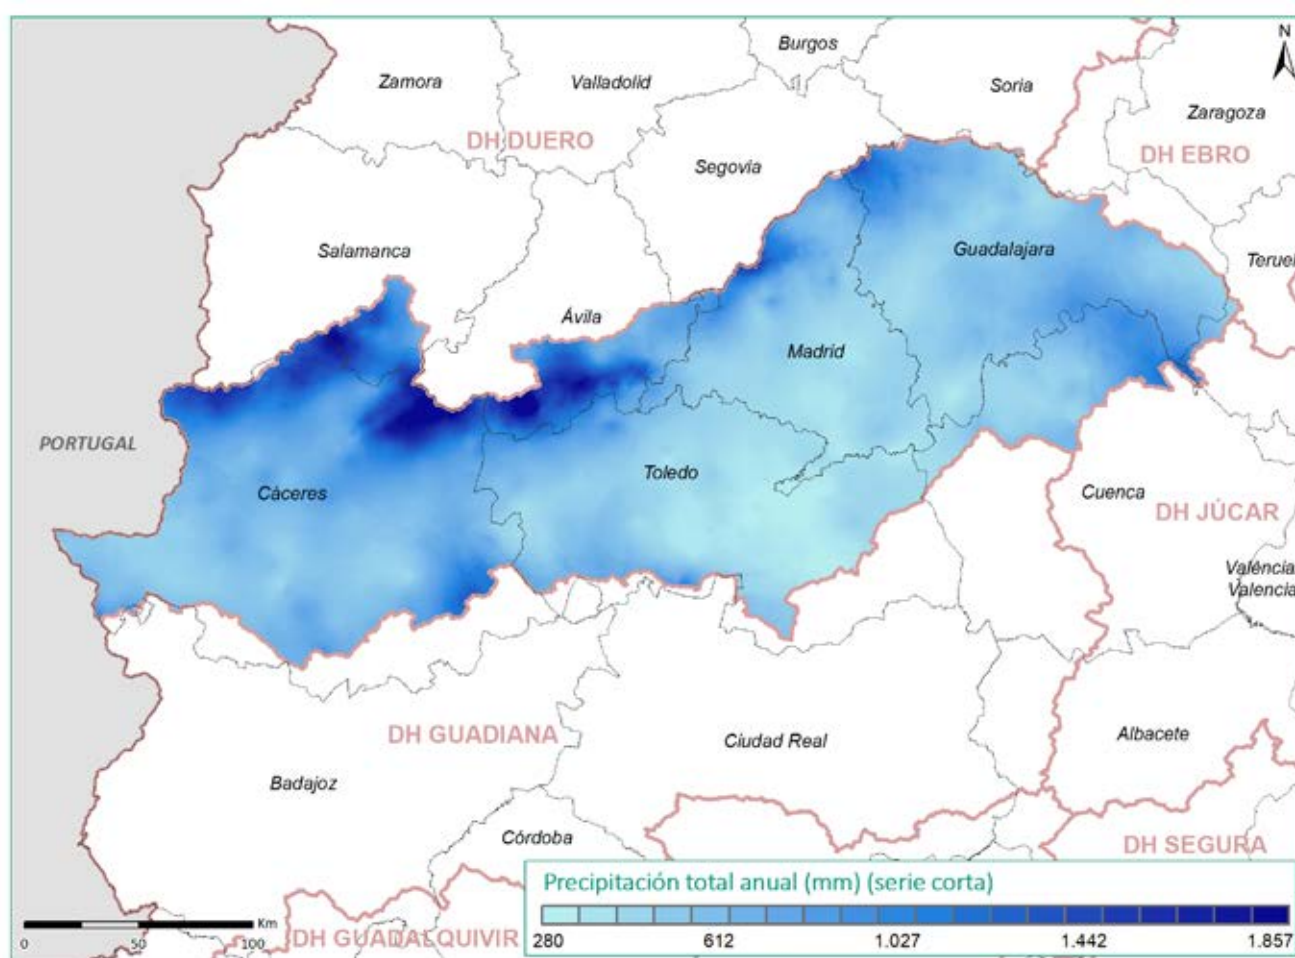 Burgos
N
Zamora
Valladolid
Soria
Zaragoza
DH DUERO
DH EBRO
Segovia
Salamanca
Guadalajara
Teruel
Ávila
Madrid
PORTUGAL
Toledo
Cáceres
Cuenca
DH JÚCAR
València/
Valencia
DH GUADIANA
Ciudad Real
Albacete
Badajoz
Córdoba
DH SEGURA
Precipitación total anual (mm) (serie corta)
280 612 1.027 1.442 1.857
Km
0 50 100
DH GUADALQUIVIR